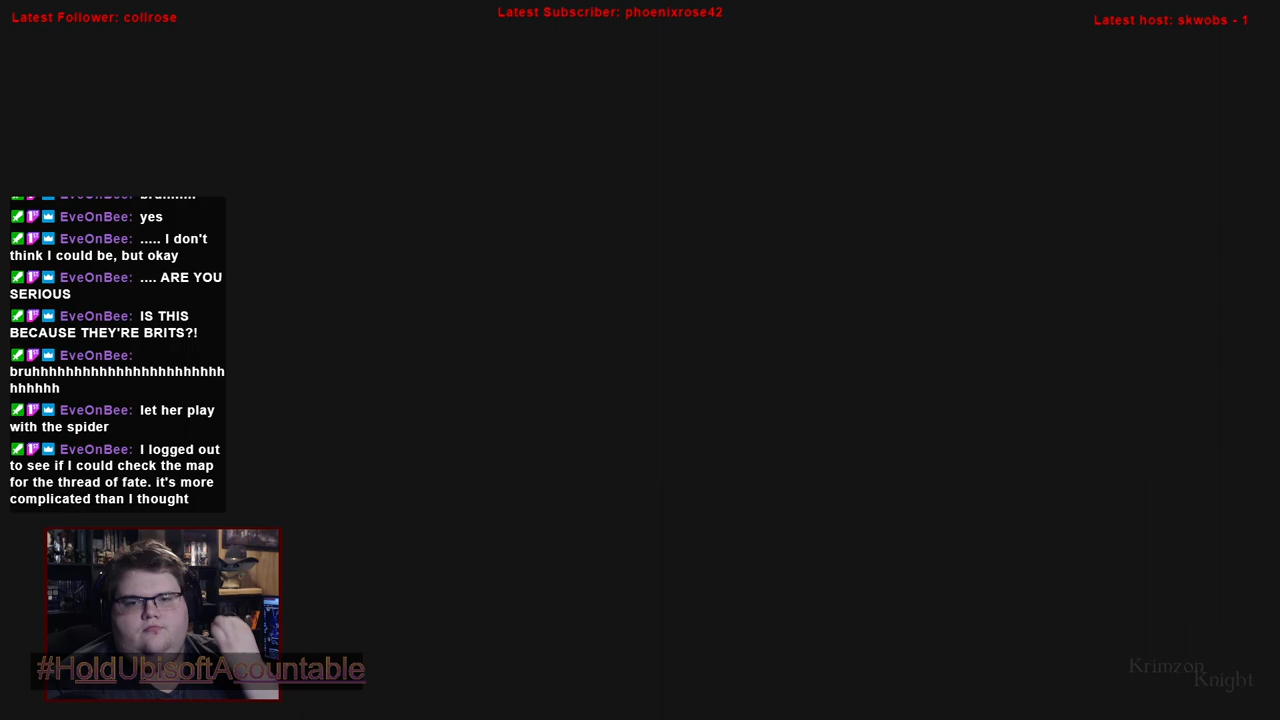 Latest Follower: collrose
Latest Subscriber: phoenixrose42
Latest host: skwobs - 1
EveOnBee:
EveOnBee: yes
EveOnBee: ..... I don't
think I could be, but okay
EveOnBee: .... ARE YOU
SERIOUS
EveOnBee: IS THIS
BECAUSE THEY'RE BRITS?!
EveOnBee:
bruhhhhhhhhhhhhhhhhhhhhhhh
hhhhhh
EveOnBee: let her play
with the spider
EveOnBee: I logged out
to see if I could check the map
for the thread of fate. it's more
complicated than I thought
#HoldUbisoftAcountable
Krimzon
Knight